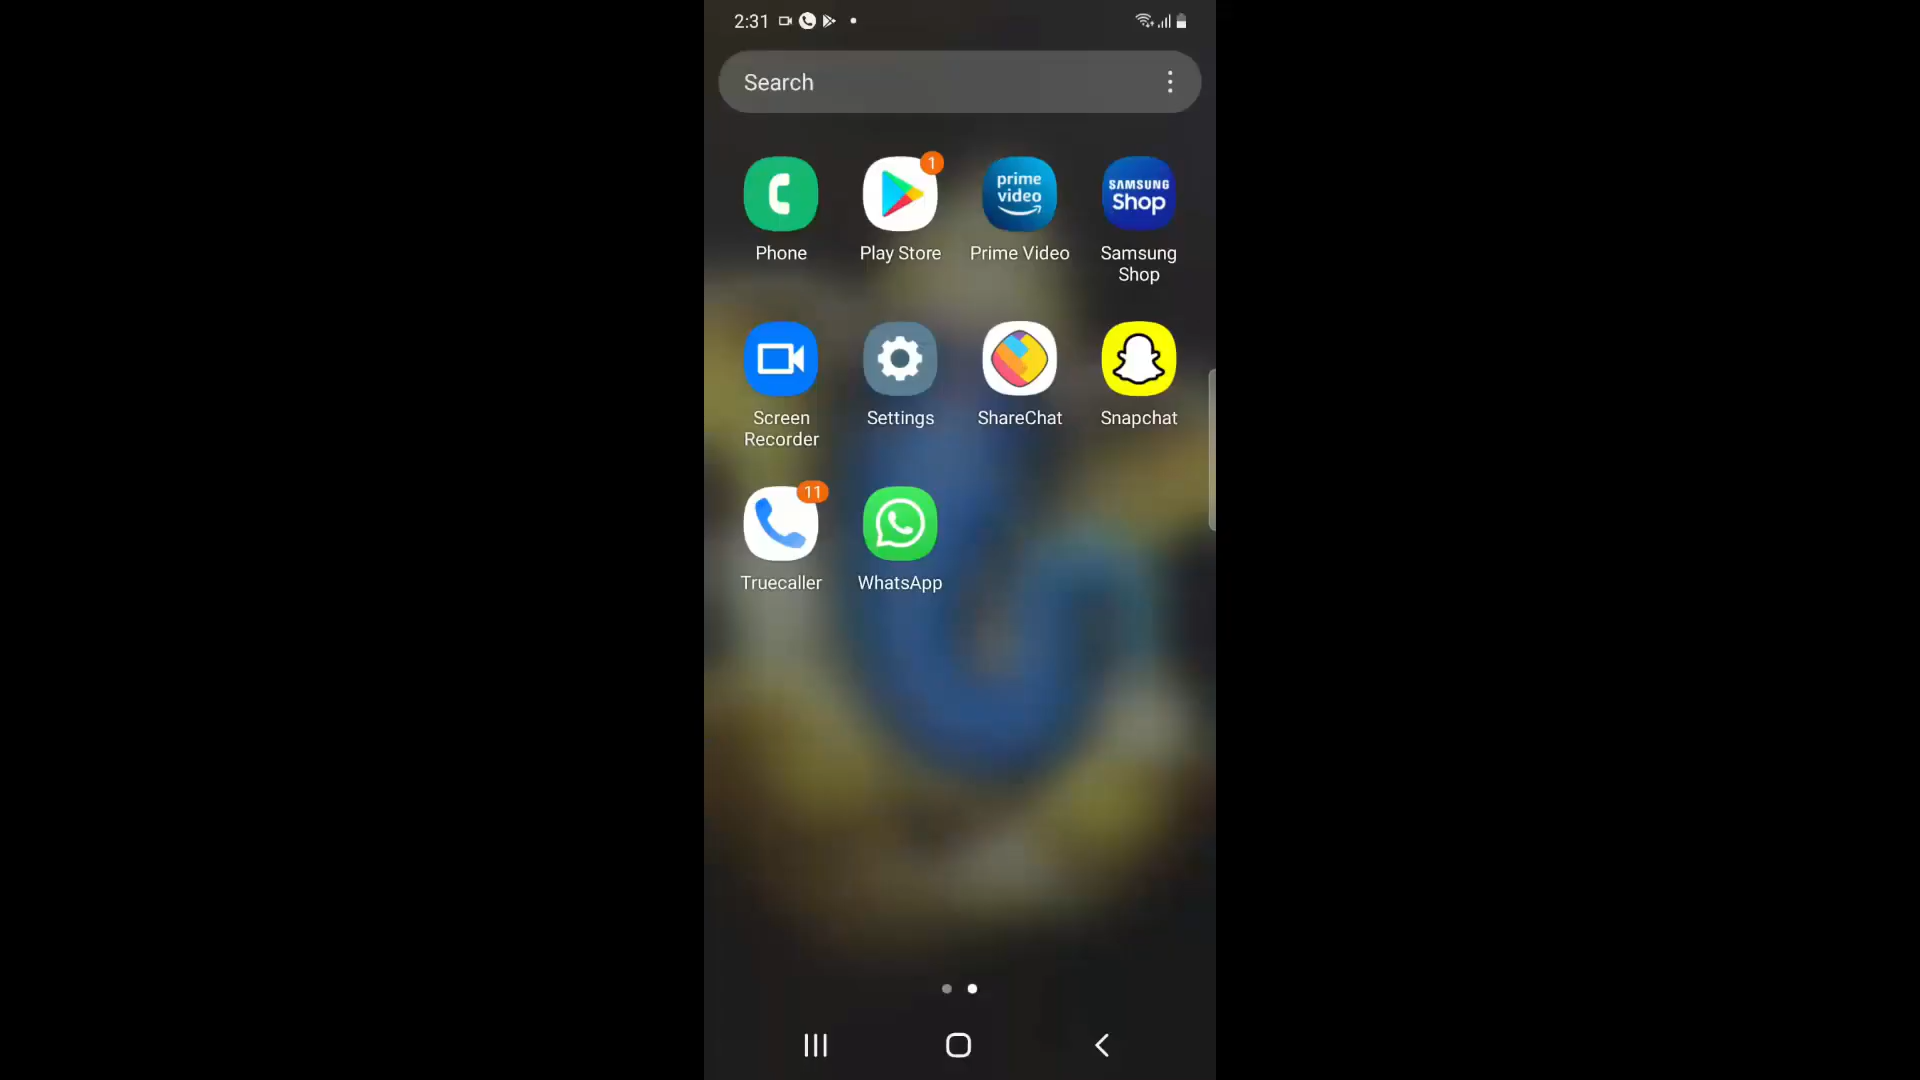 2:31
Search
1
prime
video
SAMSUNG
Shop
Phone
Play Store
Prime Video
Samsung
Shop
Screen
Recorder
Settings
ShareChat
Snapchat
11
Truecaller
WhatsApp